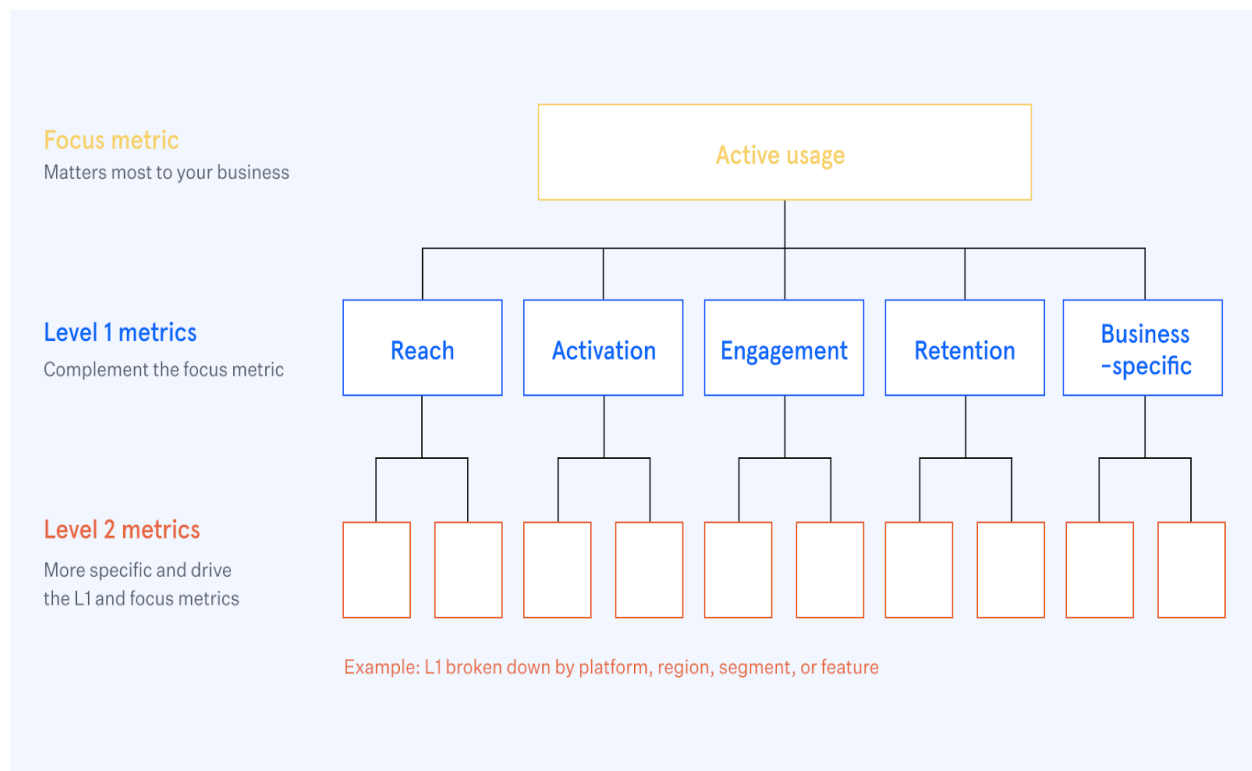 Focus metric
Matters most to your business
Active usage
Level 1 metrics
Complement the focus metric
Reach
Activation
Engagement
Retention
Business
-specific
Level 2 metrics
More specific and drive
the L1 and focus metrics
Example: L1 broken down by platform, region, segment, or feature